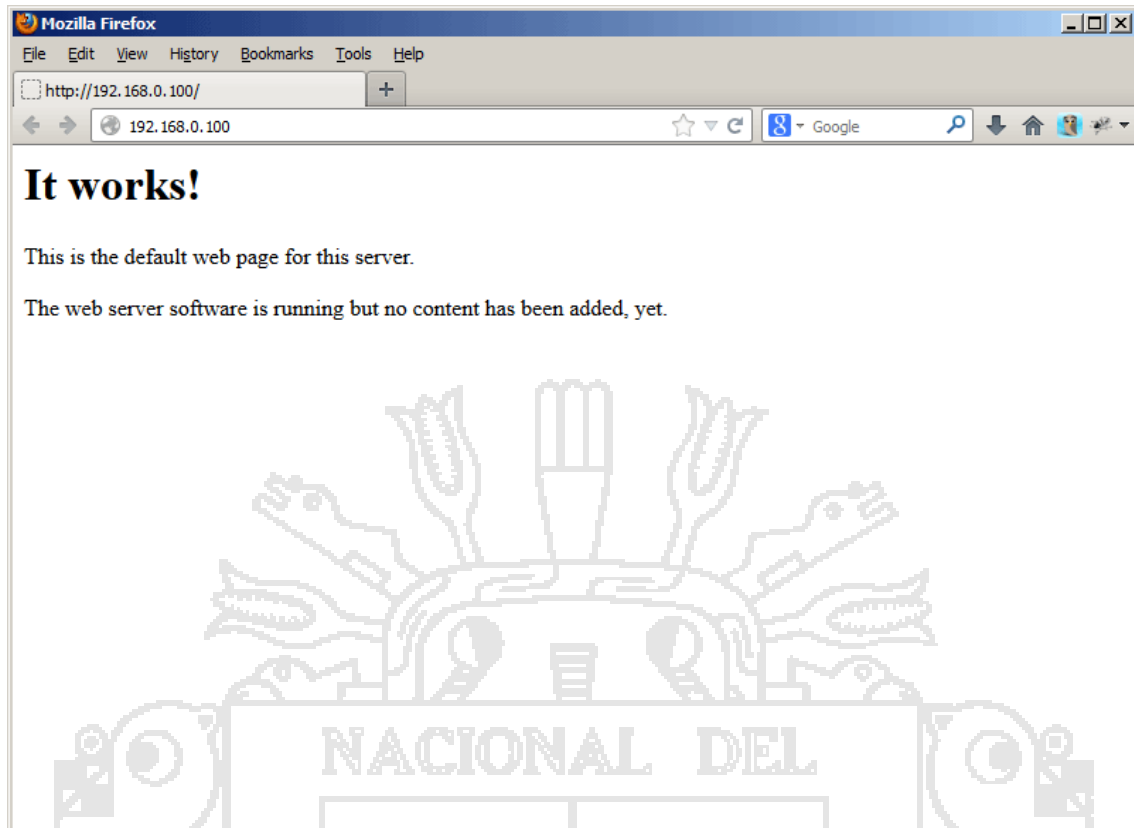 Mozilla Firefox
File Edit View History Bookmarks Tools Help
http://192.168.0.100/ +
192.168.0.100 8 Google
It works!
This is the default web page for this server.
The web server software is running but no content has been added, yet.
NACIONAL DEL